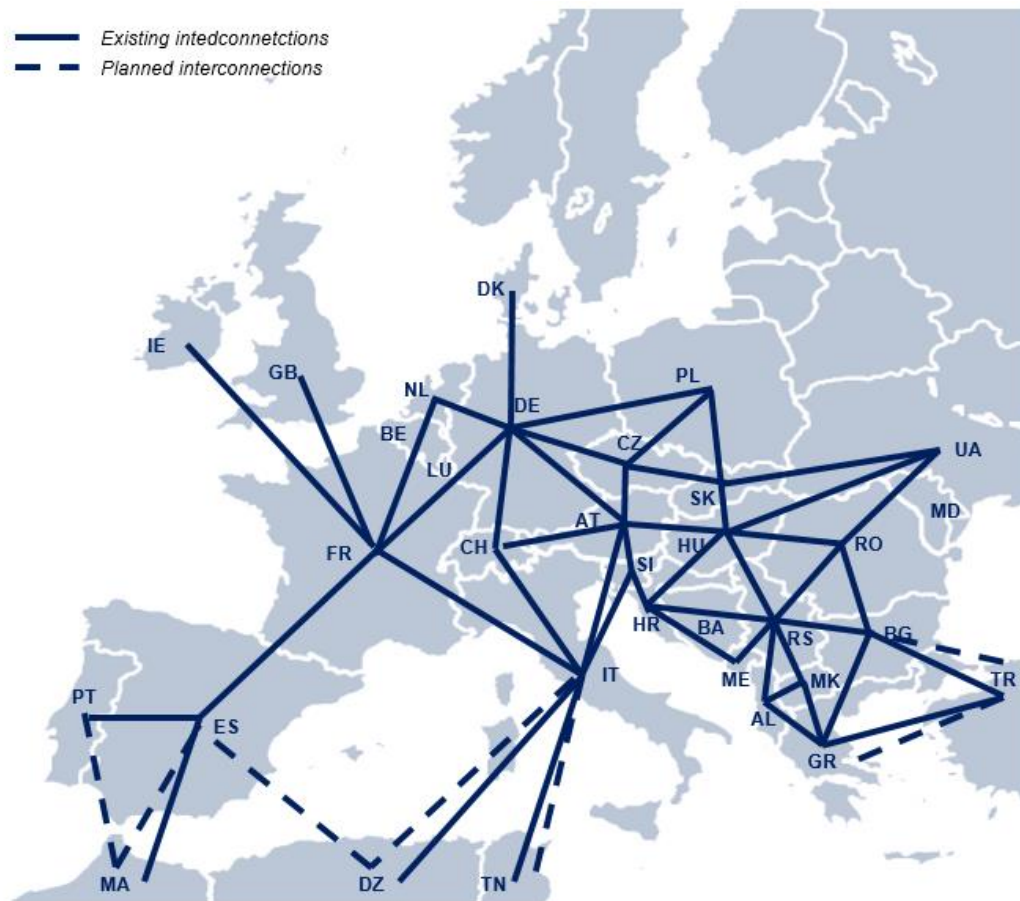 Existing intedconnetctions
Planned interconnections
DK
IE
GB
NL
PL
DE
BE
CZ
UA
LU
SK
MD
AT
FR
CH
HU
RO
SI
HR
BA
RS
BG
IT
ME
MK
TR
PT
ES
AL
GR
MA
DZ
TN